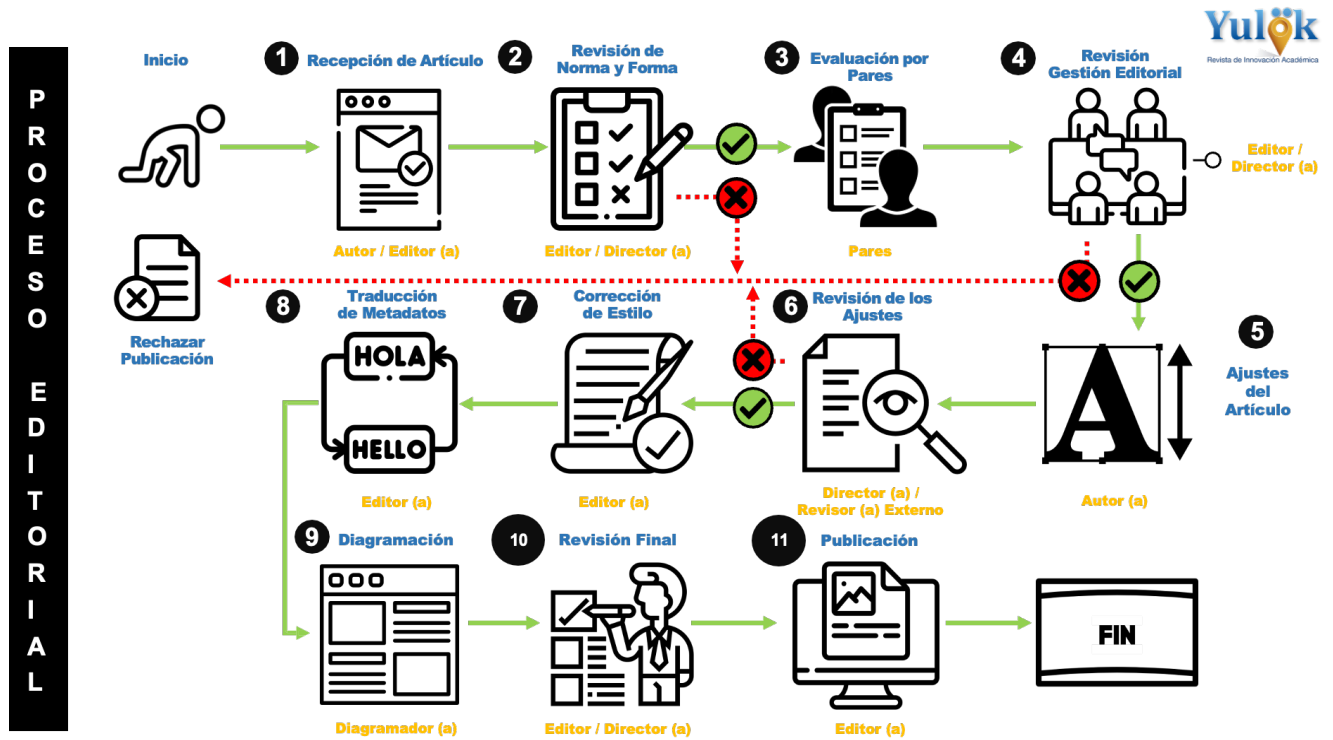 Yulök
Revista de Innovación Académica
PROCESO EDITORIAL
Inicio
1
Recepción de Artículo
Autor / Editor (a)
2
Revisión de
Norma y Forma
Editor / Director (a)
3
Evaluación por
Pares
Pares
4
Revisión
Gestión Editorial
Editor /
Director (a)
Rechazar
Publicación
5
Ajustes
del
Artículo
A
Autor (a)
6
Revisión de los
Ajustes
Director (a) /
Revisor (a) Externo
7
Corrección
de Estilo
Editor (a)
8
Traducción
de Metadatos
HOLA
HELLO
Editor (a)
9
Diagramación
Diagramador (a)
10
Revisión Final
Editor / Director (a)
11
Publicación
Editor (a)
FIN